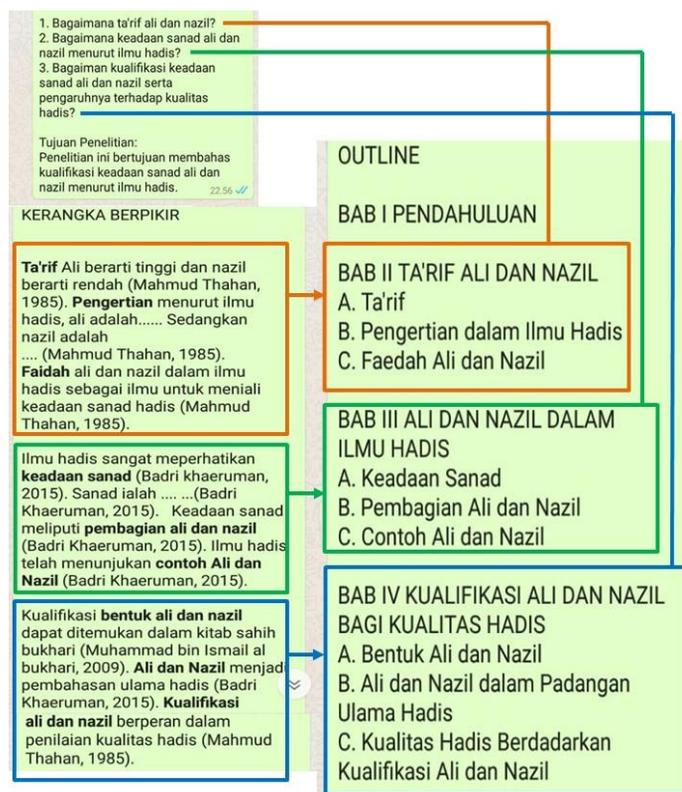 1. Bagaimana ta'rif ali dan nazil?
2. Bagaimana keadaan sanad ali dan
nazil menurut ilmu hadis?
3. Bagaiman kualifikasi keadaan
sanad ali dan nazil serta
pengaruhnya terhadap kualitas
hadis?
Tujuan Penelitian:
Penelitian ini bertujuan membahas
kualifikasi keadaan sanad ali dan
nazil menurut ilmu hadis.
22.56
KERANGKA BERPIKIR
Ta'rif Ali berarti tinggi dan nazil
berarti rendah (Mahmud Thahan,
1985). Pengertian menurut ilmu
hadis, ali adalah...... Sedangkan
nazil adalah
.... (Mahmud Thahan, 1985).
Faidah ali dan nazil dalam ilmu
hadis sebagai ilmu untuk meniali
keadaan sanad hadis (Mahmud
Thahan, 1985).
Ilmu hadis sangat meperhatikan
keadaan sanad (Badri khaeruman,
2015). Sanad ialah .... ...(Badri
Khaeruman, 2015). Keadaan sanad
meliputi pembagian ali dan nazil
(Badri Khaeruman, 2015). Ilmu hadis
telah menunjukan contoh Ali dan
Nazil (Badri Khaeruman, 2015).
Kualifikasi bentuk ali dan nazil
dapat ditemukan dalam kitab sahih
bukhari (Muhammad bin Ismail al
bukhari, 2009). Ali dan Nazil menjadi
pembahasan ulama hadis (Badri
Khaeruman, 2015). Kualifikasi
ali dan nazil berperan dalam
penilaian kualitas hadis (Mahmud
Thahan, 1985).
OUTLINE
BAB I PENDAHULUAN
BAB II TA'RIF ALI DAN NAZIL
A. Ta'rif
B. Pengertian dalam Ilmu Hadis
C. Faedah Ali dan Nazil
BAB III ALI DAN NAZIL DALAM
ILMU HADIS
A. Keadaan Sanad
B. Pembagian Ali dan Nazil
C. Contoh Ali dan Nazil
BAB IV KUALIFIKASI ALI DAN NAZIL
BAGI KUALITAS HADIS
A. Bentuk Ali dan Nazil
B. Ali dan Nazil dalam Padangan
Ulama Hadis
C. Kualitas Hadis Berdadarkan
Kualifikasi Ali dan Nazil